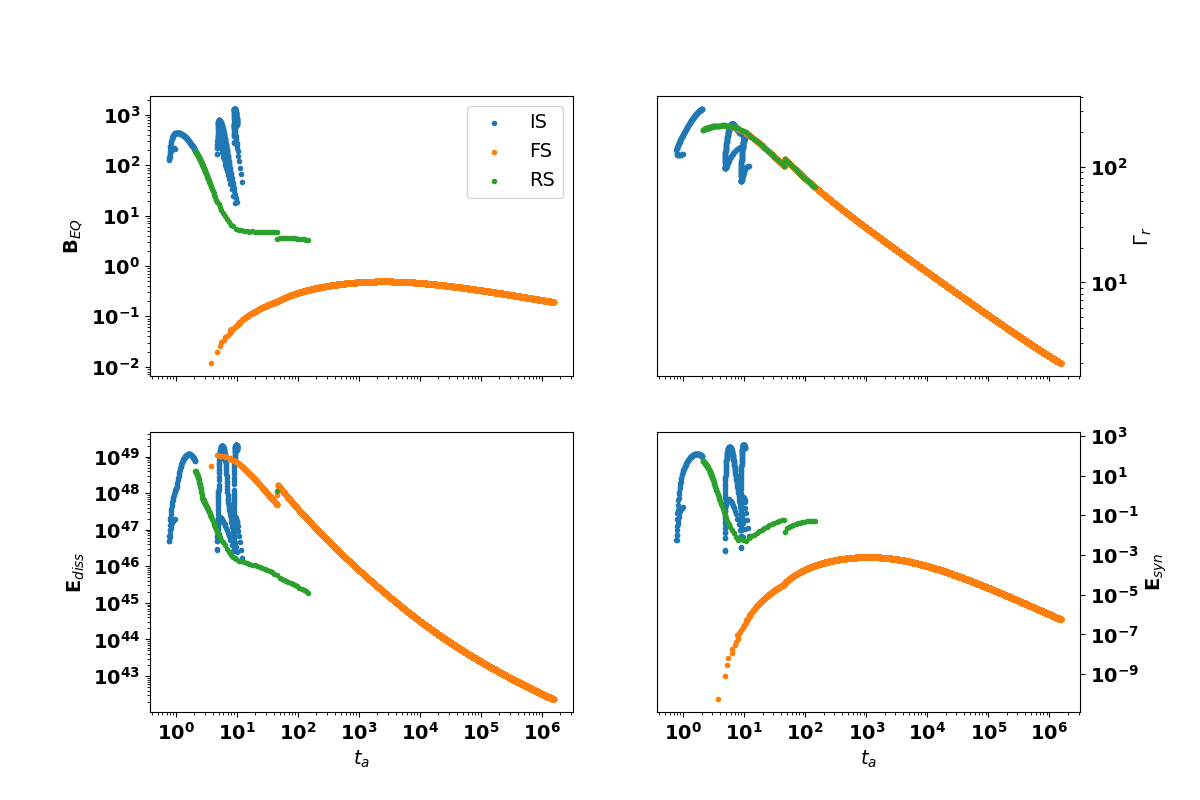 10³
10²
10¹
10⁰
10⁻¹
10⁻²
B_EQ
IS
FS
RS
10²
10¹
Γ_r
10⁴⁹
10⁴⁸
10⁴⁷
10⁴⁶
10⁴⁵
10⁴⁴
10⁴³
E_diss
10⁰ 10¹ 10² 10³ 10⁴ 10⁵ 10⁶
t_a
10³
10¹
10⁻¹
10⁻³
10⁻⁵
10⁻⁷
10⁻⁹
E_syn
10⁰ 10¹ 10² 10³ 10⁴ 10⁵ 10⁶
t_a